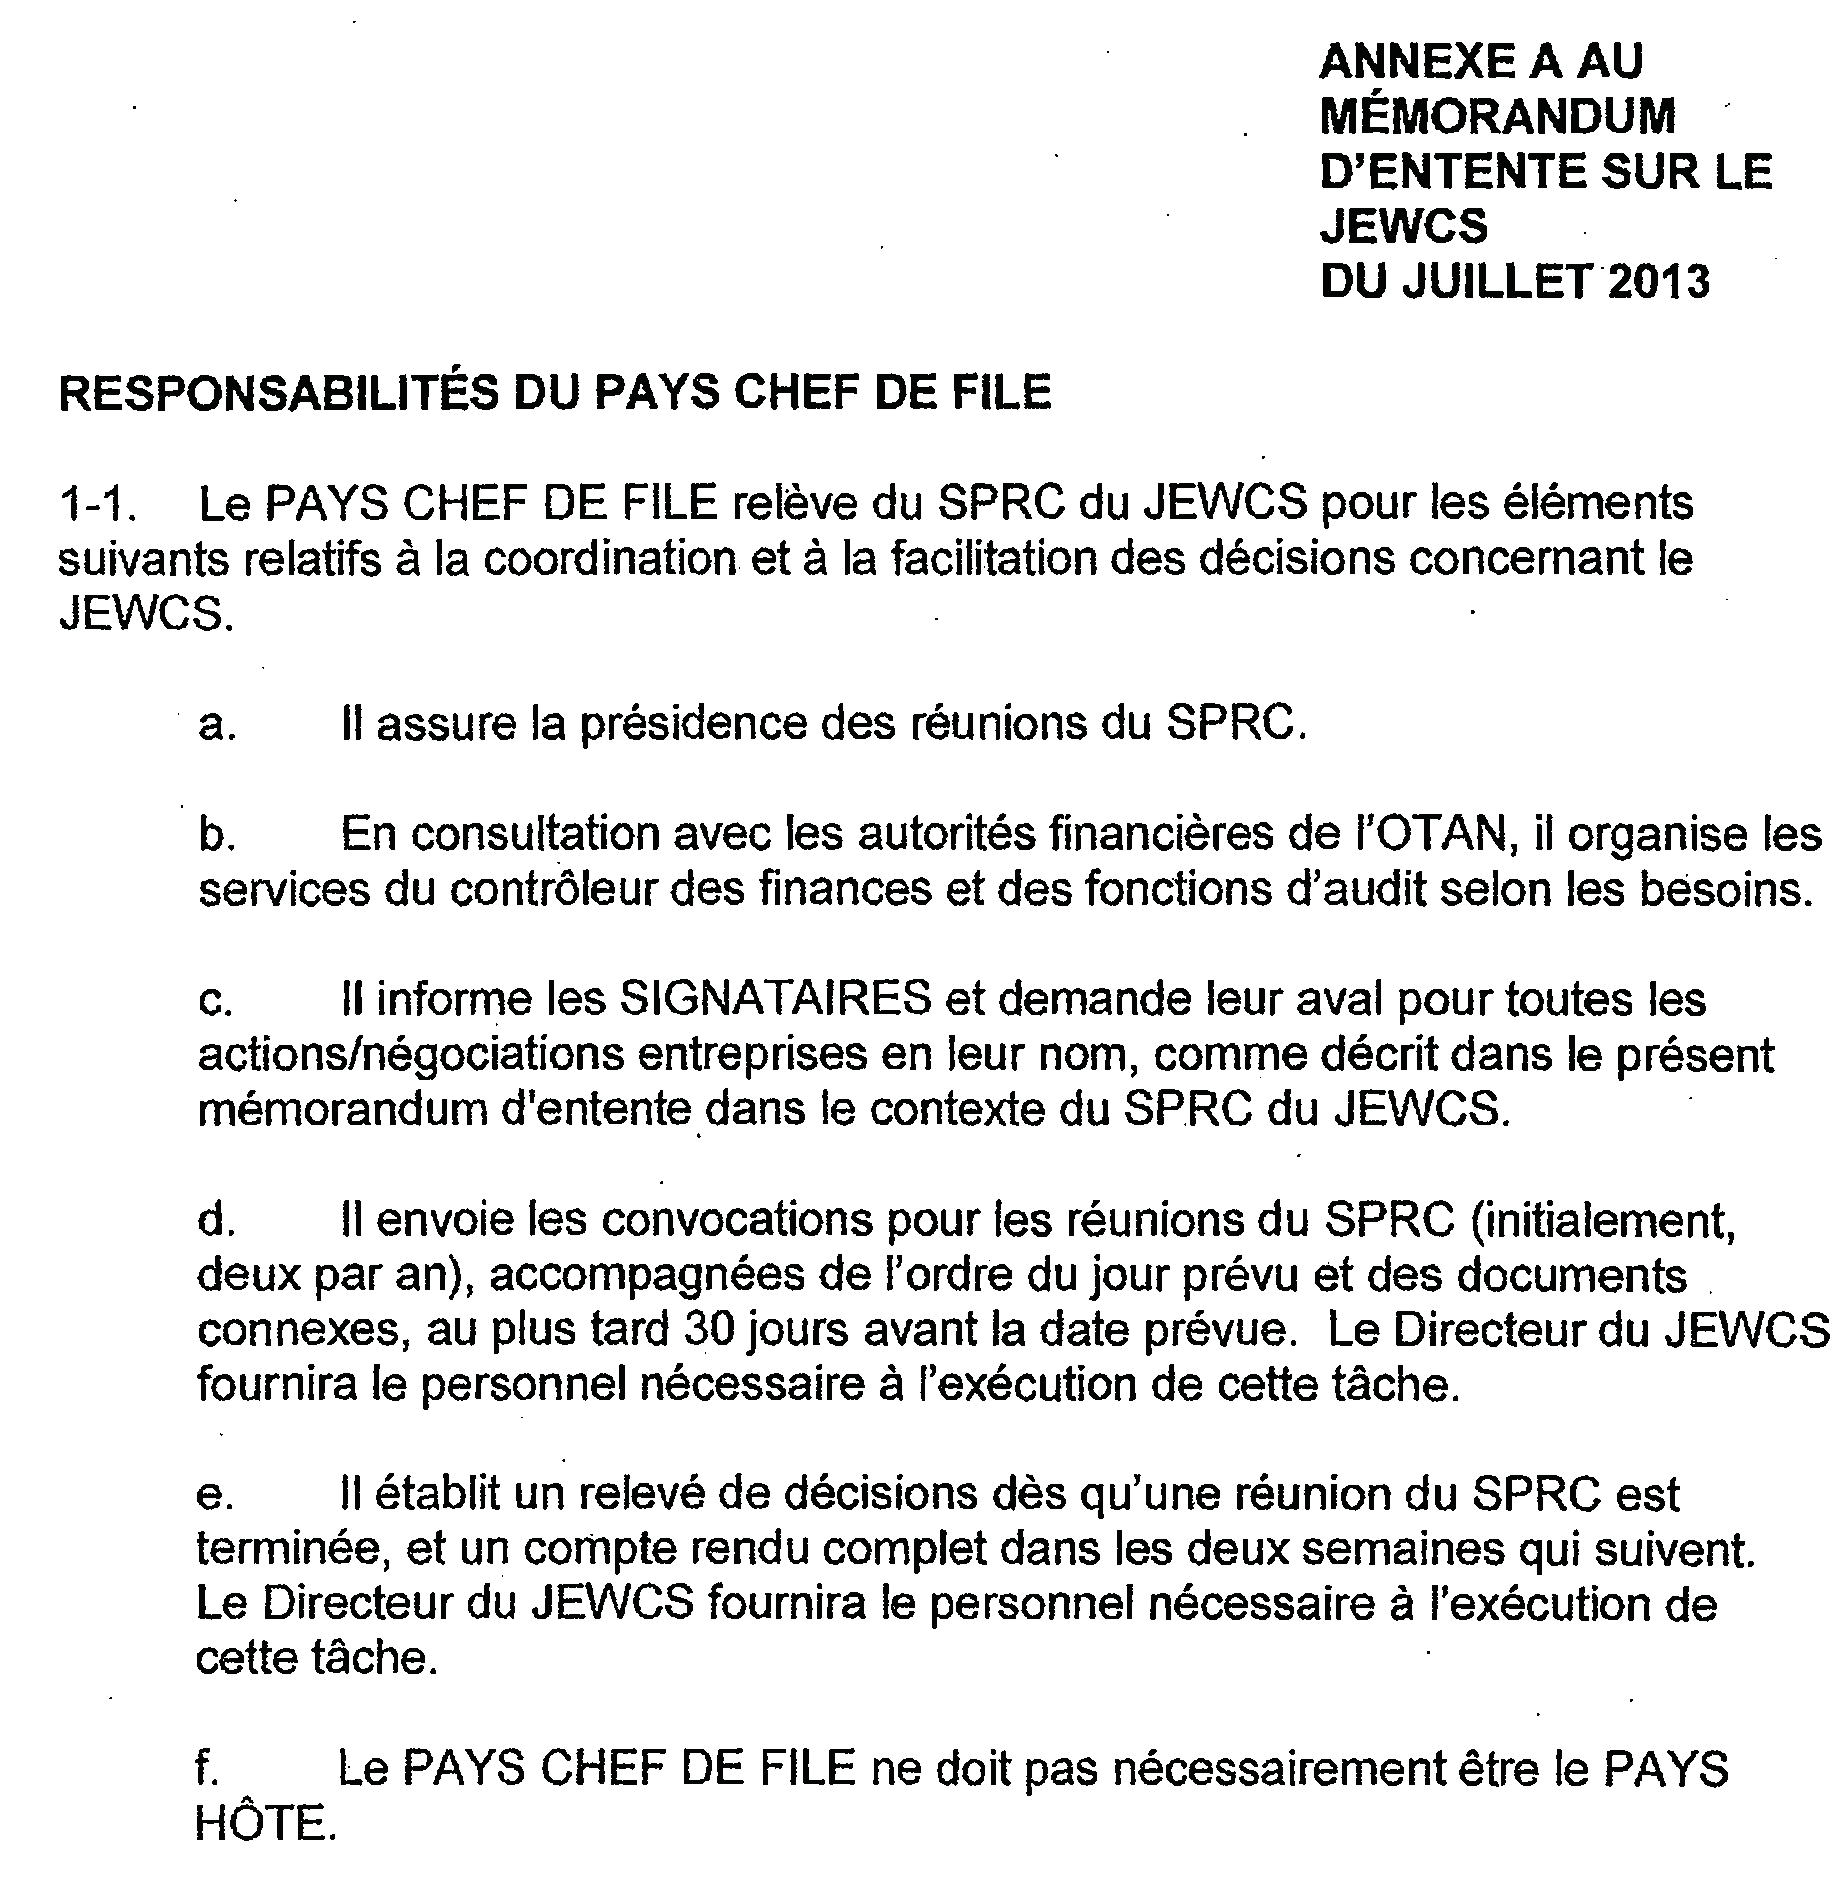 ANNEXE A AU
MÉMORANDUM
D'ENTENTE SUR LE
JEWCS
DU JUILLET 2013
RESPONSABILITÉS DU PAYS CHEF DE FILE
1-1. Le PAYS CHEF DE FILE relève du SPRC du JEWCS pour les éléments
suivants relatifs à la coordination et à la facilitation des décisions concernant le
JEWCS.
a. Il assure la présidence des réunions du SPRC.
b. En consultation avec les autorités financières de l'OTAN, il organise les
services du contrôleur des finances et des fonctions d'audit selon les besoins.
c. Il informe les SIGNATAIRES et demande leur aval pour toutes les
actions/négociations entreprises en leur nom, comme décrit dans le présent
mémorandum d'entente dans le contexte du SPRC du JEWCS.
d. Il envoie les convocations pour les réunions du SPRC (initialement,
deux par an), accompagnées de l'ordre du jour prévu et des documents
connexes, au plus tard 30 jours avant la date prévue. Le Directeur du JEWCS
fournira le personnel nécessaire à l'exécution de cette tâche.
e. Il établit un relevé de décisions dès qu'une réunion du SPRC est
terminée, et un compte rendu complet dans les deux semaines qui suivent.
Le Directeur du JEWCS fournira le personnel nécessaire à l'exécution de
cette tâche.
f. Le PAYS CHEF DE FILE ne doit pas nécessairement être le PAYS
HÔTE.